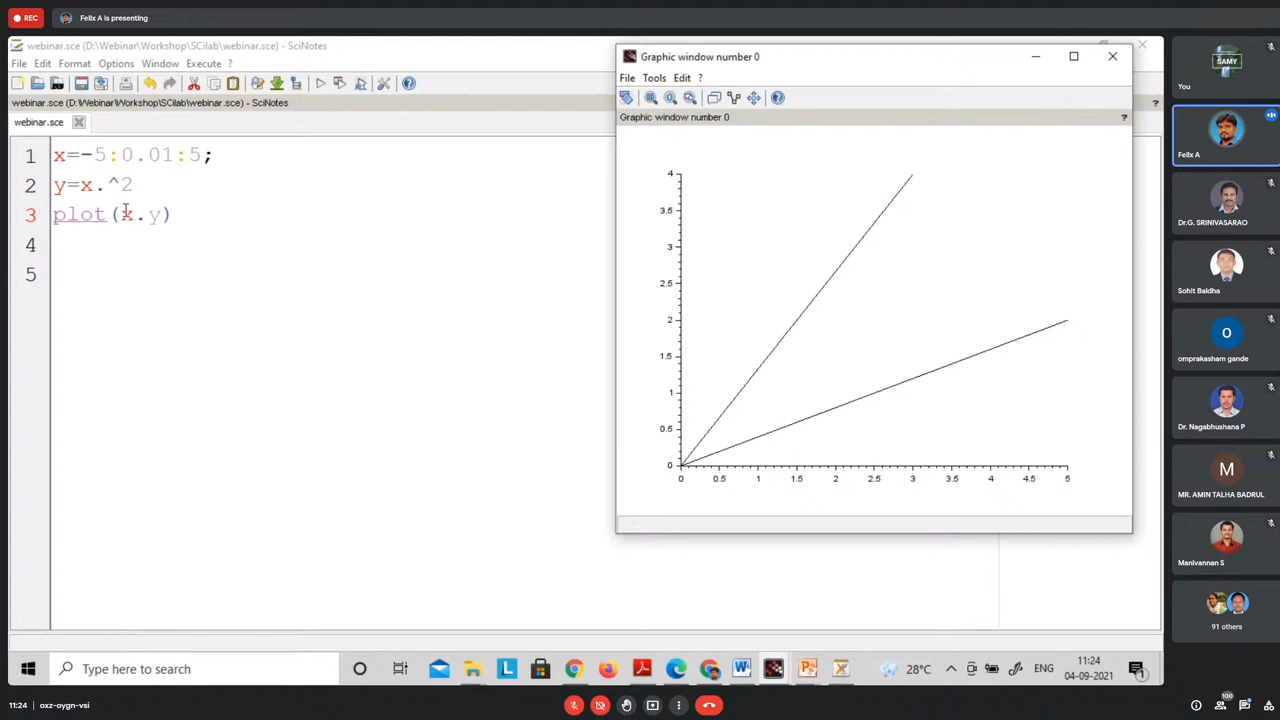 REC
Felix A is presenting
webinar.sce (D:\Webinar\Workshop\SCilab\webinar.sce) - SciNotes
File Edit Format Options Window Execute ?
webinar.sce (D:\Webinar\Workshop\SCilab\webinar.sce) - SciNotes
?
webinar.sce
1 x=-5:0.01:5;
2 y=x.^2
3 plot(x.y)
4
5
Graphic window number 0
File Tools Edit ?
Graphic window number 0
?
4
3.5
3
2.5
2
1.5
1
0.5
0
0 0.5 1 1.5 2 2.5 3 3.5 4 4.5 5
SAMY
You
Felix A
Dr.G. SRINIVASARAO
Sohit Baldha
O
omprakasham gande
Dr. Nagabhushana P
M
MR. AMIN TALHA BADRUL
Manivannan S
91 others
Type here to search
L
W
28°C
ENG
11:24
04-09-2021
1
11:24
oxz-oygn-vsi
100